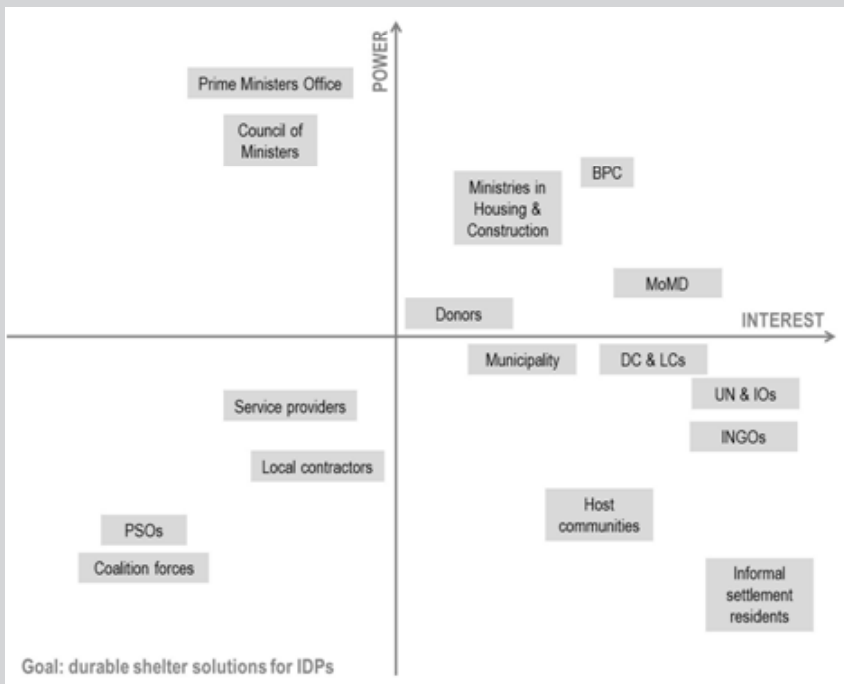 POWER
Prime Ministers Office
Council of
Ministers
BPC
Ministries in
Housing &
Construction
MoMD
Donors
INTEREST
Municipality
DC & LCs
UN & IOs
Service providers
INGOs
Local contractors
Host
communities
PSOs
Coalition forces
Informal
settlement
residents
Goal: durable shelter solutions for IDPs